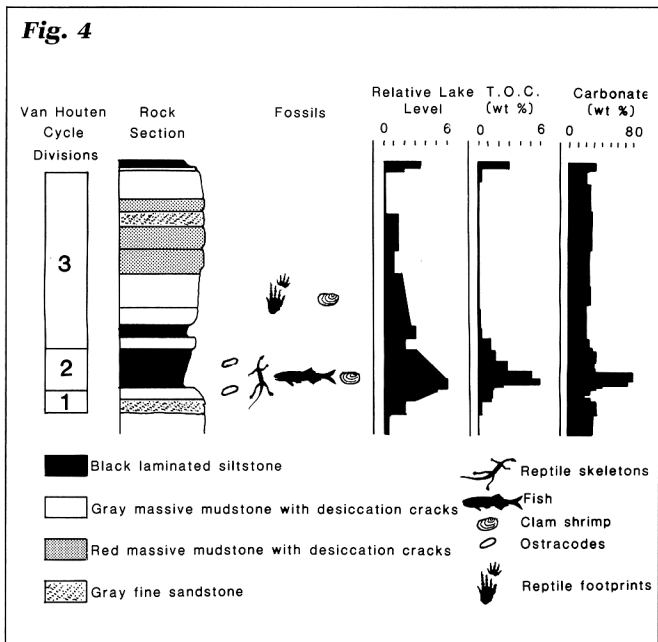 Fig. 4
Van Houten
Cycle
Divisions
Rock
Section
Fossils
Relative Lake
Level
0 6
T.O.C.
(wt %)
0 6
Carbonate
(wt %)
0 80
3
2
1
Black laminated siltstone
Gray massive mudstone with desiccation cracks
Red massive mudstone with desiccation cracks
Gray fine sandstone
Reptile skeletons
Fish
Clam shrimp
Ostracodes
Reptile footprints